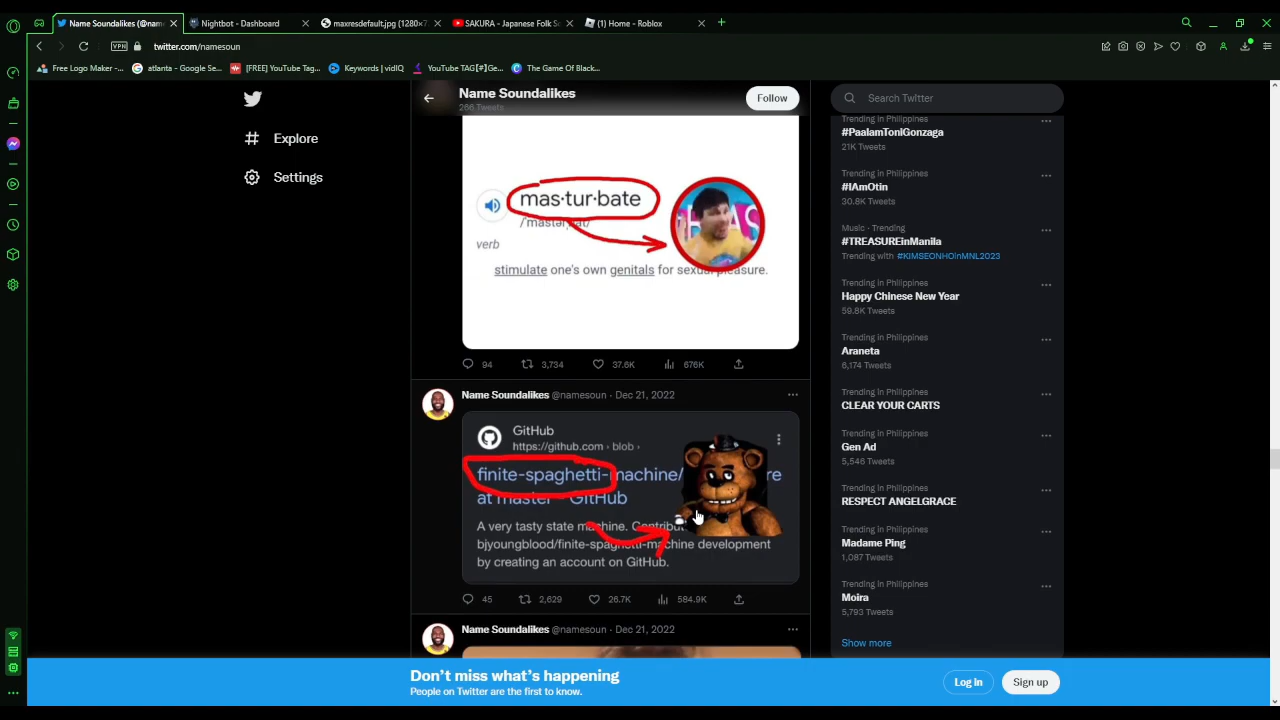 Name Soundalikes (@name
Nightbot - Dashboard
maxresdefault.jpg (1280×7
SAKURA - Japanese Folk S
(1) Home - Roblox
VPN
twitter.com/namesoun
Free Logo Maker -...
atlanta - Google Se...
[FREE] YouTube Tag...
Keywords | vidIQ
YouTube TAG[#]Ge...
The Game Of Black...
Explore
Settings
Name Soundalikes
266 Tweets
Follow
mas·tur·bate
verb
stimulate one's own genitals for sexual pleasure.
94
3,734
37.6K
676K
Name Soundalikes @namesoun · Dec 21, 2022
GitHub
https://github.com › blob ›
finite-spaghetti-machine/
at master - GitHub
A very tasty state machine. Contribut
bjyoungblood/finite-spaghetti-machine development
by creating an account on GitHub.
45
2,629
26.7K
584.9K
Name Soundalikes @namesoun · Dec 21, 2022
Search Twitter
Trending in Philippines
#PaalamToniGonzaga
21K Tweets
Trending in Philippines
#IAmOtin
30.8K Tweets
Music · Trending
#TREASUREinManila
Trending with #KIMSEONHOinMNL2023
Trending in Philippines
Happy Chinese New Year
59.8K Tweets
Trending in Philippines
Araneta
6,174 Tweets
Trending in Philippines
CLEAR YOUR CARTS
Trending in Philippines
Gen Ad
5,546 Tweets
Trending in Philippines
RESPECT ANGELGRACE
Trending in Philippines
Madame Ping
1,087 Tweets
Trending in Philippines
Moira
5,793 Tweets
Show more
Don't miss what's happening
People on Twitter are the first to know.
Log in
Sign up